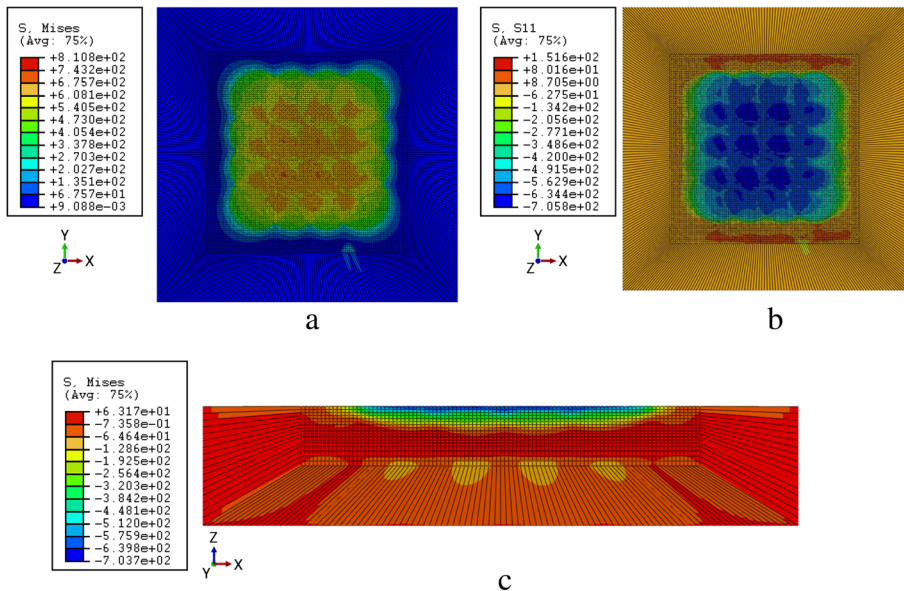 S, Mises
(Avg: 75%)
+8.108e+02
+7.432e+02
+6.757e+02
+6.081e+02
+5.405e+02
+4.730e+02
+4.054e+02
+3.378e+02
+2.703e+02
+2.027e+02
+1.351e+02
+6.757e+01
+9.088e-03
Y
Z X
a
S, S11
(Avg: 75%)
+1.516e+02
+8.016e+01
+8.705e+00
-6.275e+01
-1.342e+02
-2.056e+02
-2.771e+02
-3.486e+02
-4.200e+02
-4.915e+02
-5.629e+02
-6.344e+02
-7.058e+02
Y
Z X
b
S, Mises
(Avg: 75%)
+6.317e+01
-7.358e-01
-6.464e+01
-1.286e+02
-1.925e+02
-2.564e+02
-3.203e+02
-3.842e+02
-4.481e+02
-5.120e+02
-5.759e+02
-6.398e+02
-7.037e+02
Z
Y X
c